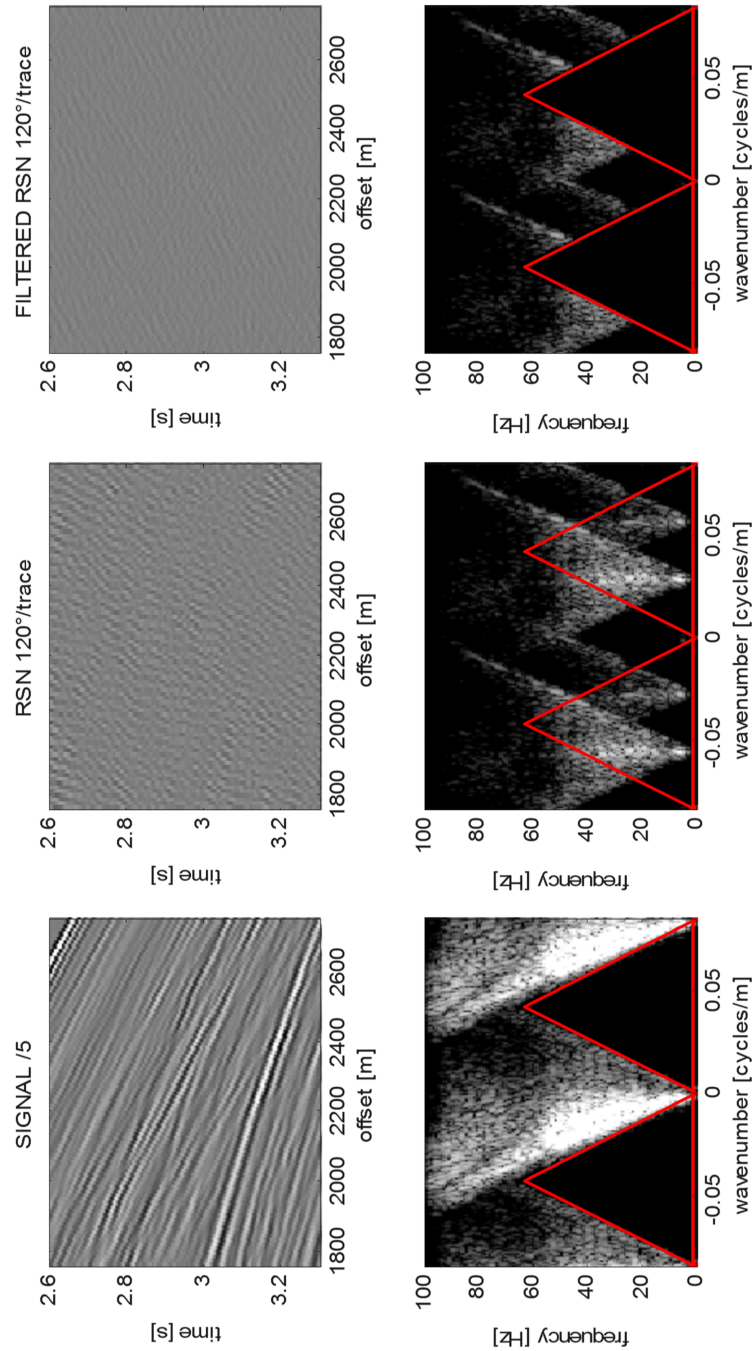 SIGNAL /5
2.6
2.8
3
3.2
time [s]
1800 2000 2200 2400 2600
offset [m]
RSN 120°/trace
2.6
2.8
3
3.2
time [s]
1800 2000 2200 2400 2600
offset [m]
FILTERED RSN 120°/trace
2.6
2.8
3
3.2
time [s]
1800 2000 2200 2400 2600
offset [m]
100
80
60
40
20
0
frequency [Hz]
-0.05 0 0.05
wavenumber [cycles/m]
100
80
60
40
20
0
frequency [Hz]
-0.05 0 0.05
wavenumber [cycles/m]
100
80
60
40
20
0
frequency [Hz]
-0.05 0 0.05
wavenumber [cycles/m]